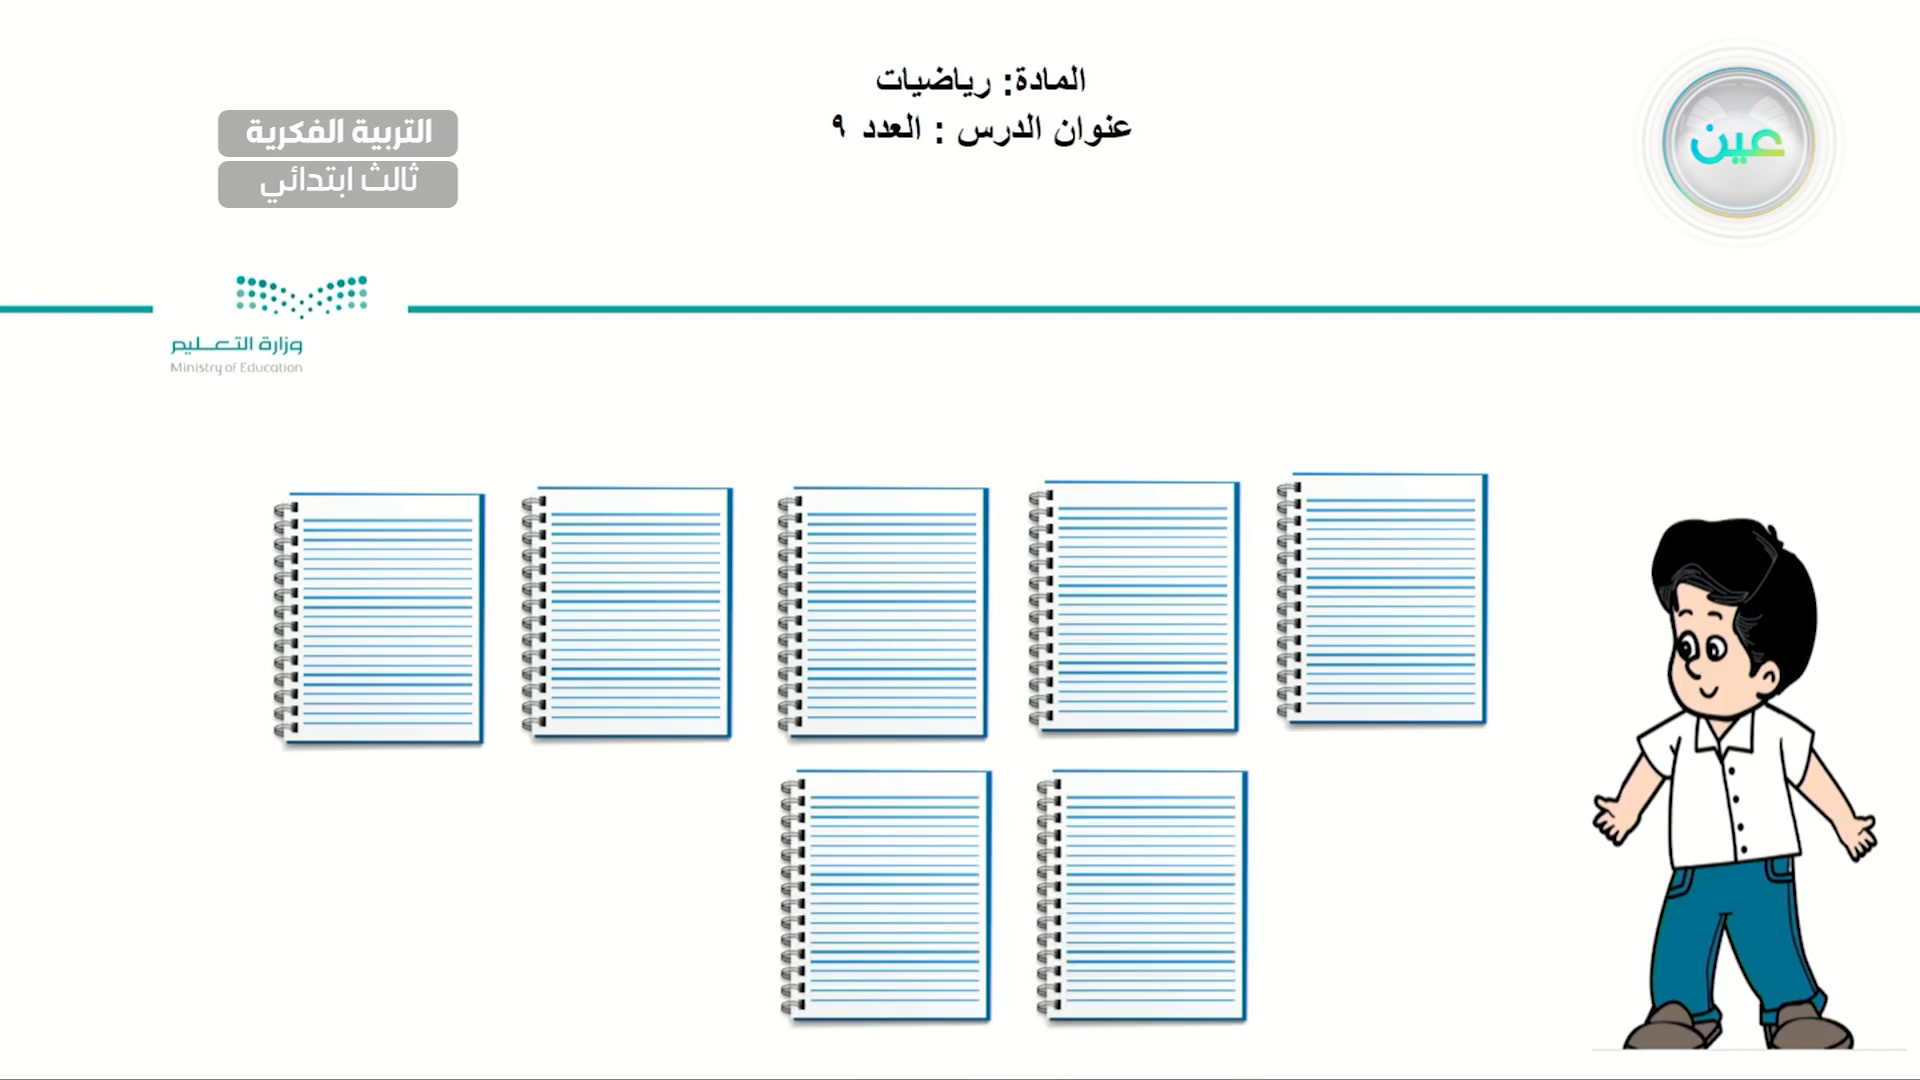 المادة: رياضيات
عنوان الدرس : العدد ٩
عين
التربية الفكرية
ثالث ابتدائي
وزارة التعليم
Ministry of Education